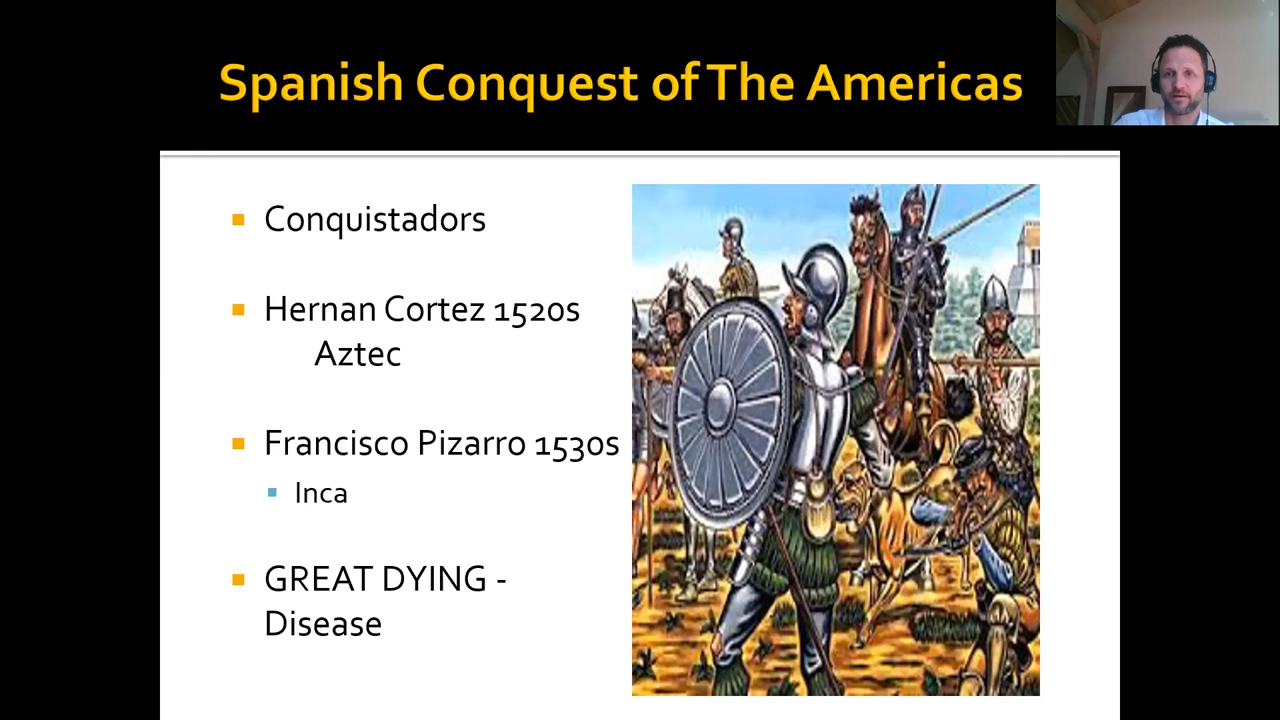 Spanish Conquest of The Americas
Conquistadors
Hernan Cortez 1520s
Aztec
Francisco Pizarro 1530s
Inca
GREAT DYING -
Disease